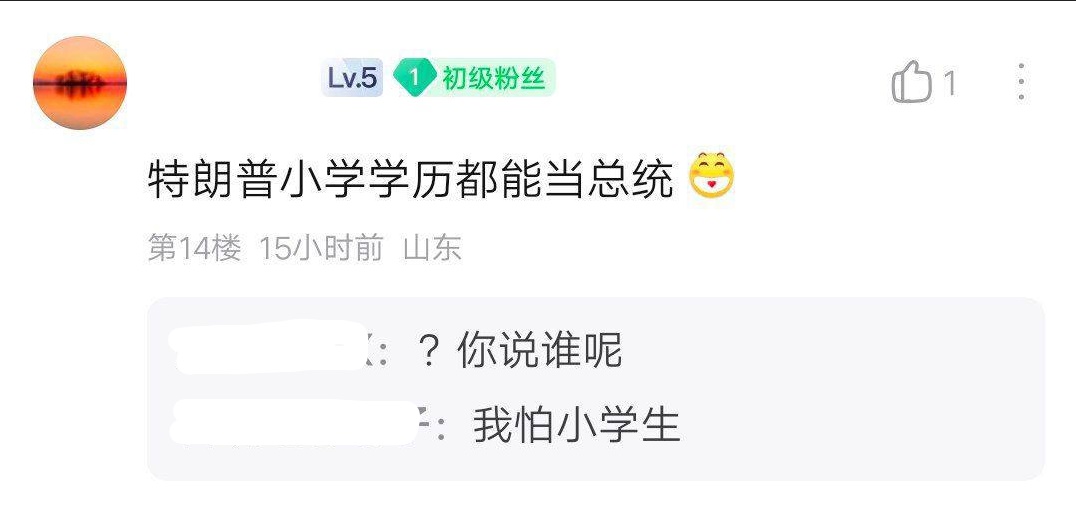 Lv.5 1 初级粉丝 1
特朗普小学学历都能当总统
第14楼 15小时前 山东
: ? 你说谁呢
: 我怕小学生